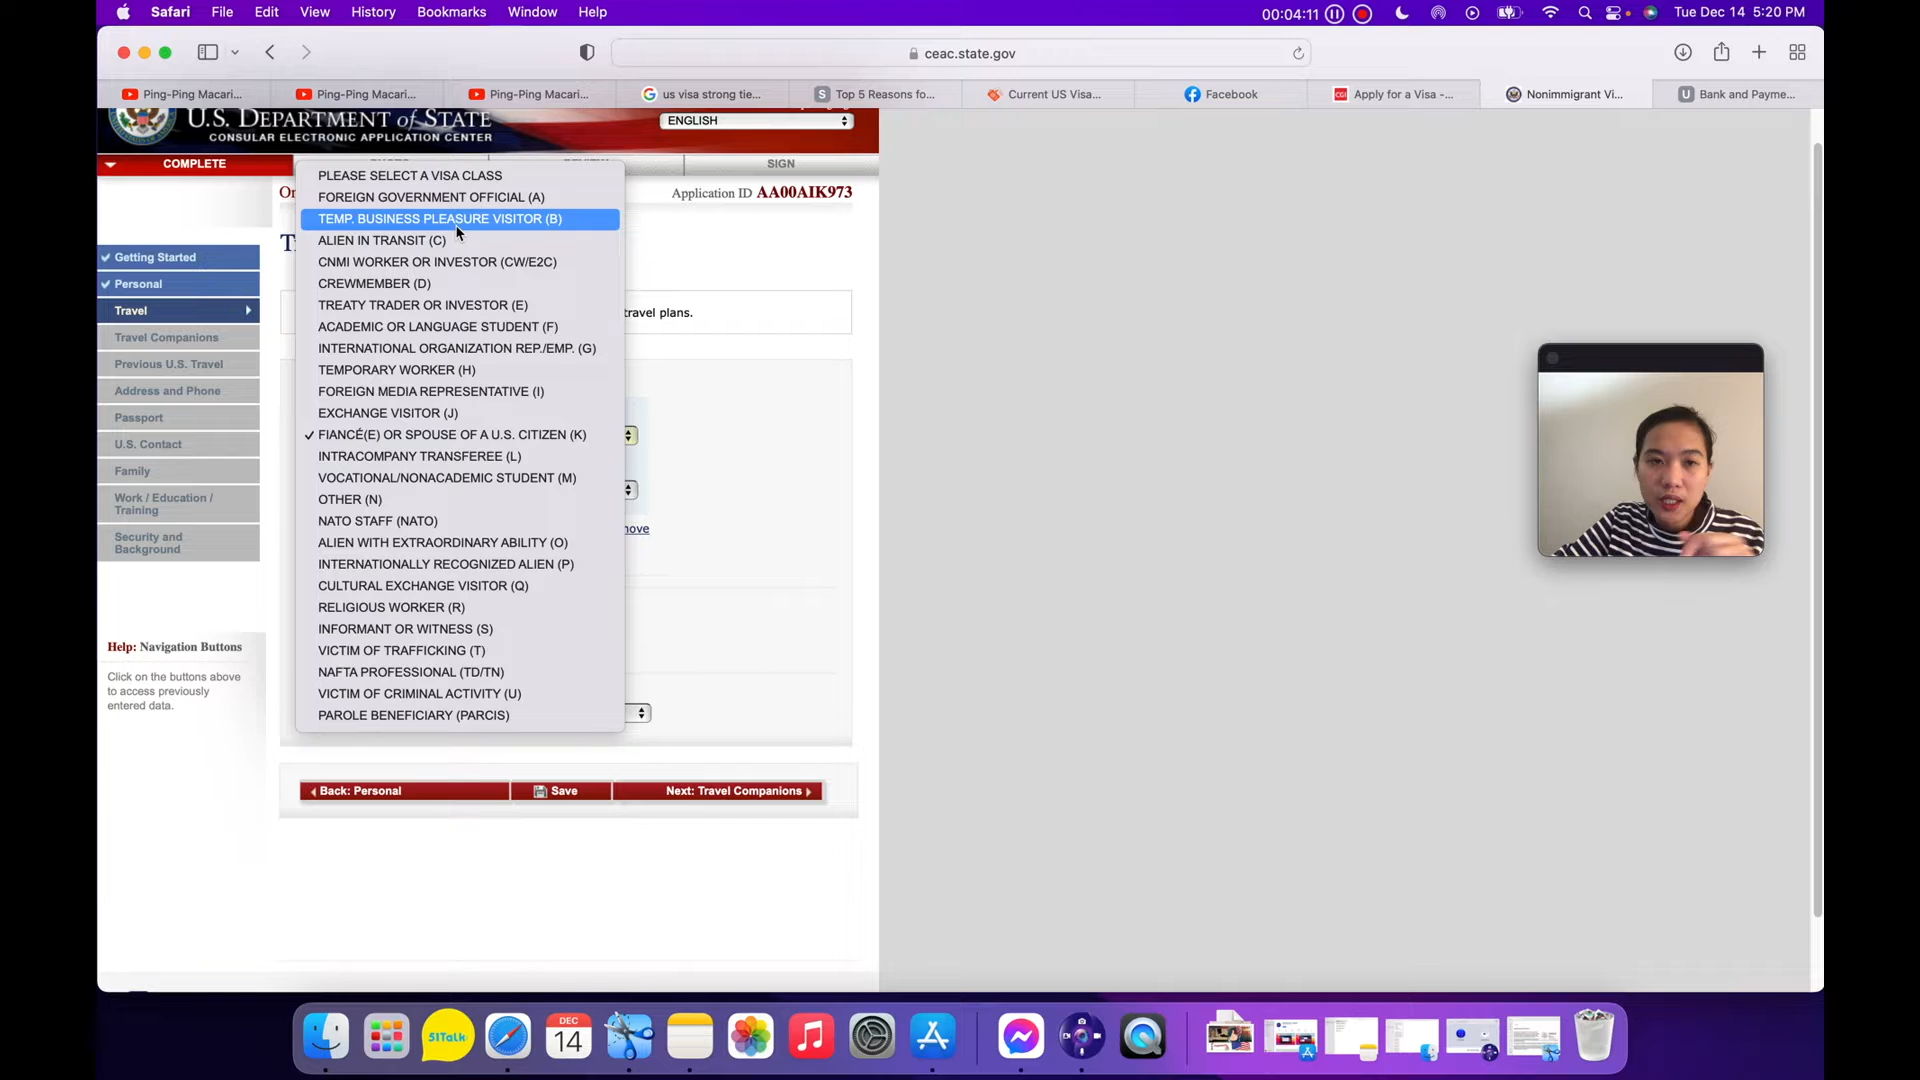 Safari File Edit View History Bookmarks Window Help 00:04:11 Tue Dec 14 5:20 PM
ceac.state.gov
Ping-Ping Macari... Ping-Ping Macari... Ping-Ping Macari... us visa strong tie... Top 5 Reasons fo... Current US Visa... Facebook Apply for a Visa -... Nonimmigrant Vi... Bank and Payme...
U.S. DEPARTMENT of STATE
CONSULAR ELECTRONIC APPLICATION CENTER
ENGLISH
COMPLETE SIGN
Application ID AA00AIK973
PLEASE SELECT A VISA CLASS
FOREIGN GOVERNMENT OFFICIAL (A)
TEMP. BUSINESS PLEASURE VISITOR (B)
ALIEN IN TRANSIT (C)
CNMI WORKER OR INVESTOR (CW/E2C)
CREWMEMBER (D)
TREATY TRADER OR INVESTOR (E)
ACADEMIC OR LANGUAGE STUDENT (F)
INTERNATIONAL ORGANIZATION REP./EMP. (G)
TEMPORARY WORKER (H)
FOREIGN MEDIA REPRESENTATIVE (I)
EXCHANGE VISITOR (J)
✓ FIANCÉ(E) OR SPOUSE OF A U.S. CITIZEN (K)
INTRACOMPANY TRANSFEREE (L)
VOCATIONAL/NONACADEMIC STUDENT (M)
OTHER (N)
NATO STAFF (NATO)
ALIEN WITH EXTRAORDINARY ABILITY (O)
INTERNATIONALLY RECOGNIZED ALIEN (P)
CULTURAL EXCHANGE VISITOR (Q)
RELIGIOUS WORKER (R)
INFORMANT OR WITNESS (S)
VICTIM OF TRAFFICKING (T)
NAFTA PROFESSIONAL (TD/TN)
VICTIM OF CRIMINAL ACTIVITY (U)
PAROLE BENEFICIARY (PARCIS)
travel plans.
Getting Started
Personal
Travel
Travel Companions
Previous U.S. Travel
Address and Phone
Passport
U.S. Contact
Family
Work / Education /
Training
Security and
Background
Help: Navigation Buttons
Click on the buttons above
to access previously
entered data.
Back: Personal Save Next: Travel Companions
51Talk
DEC
14